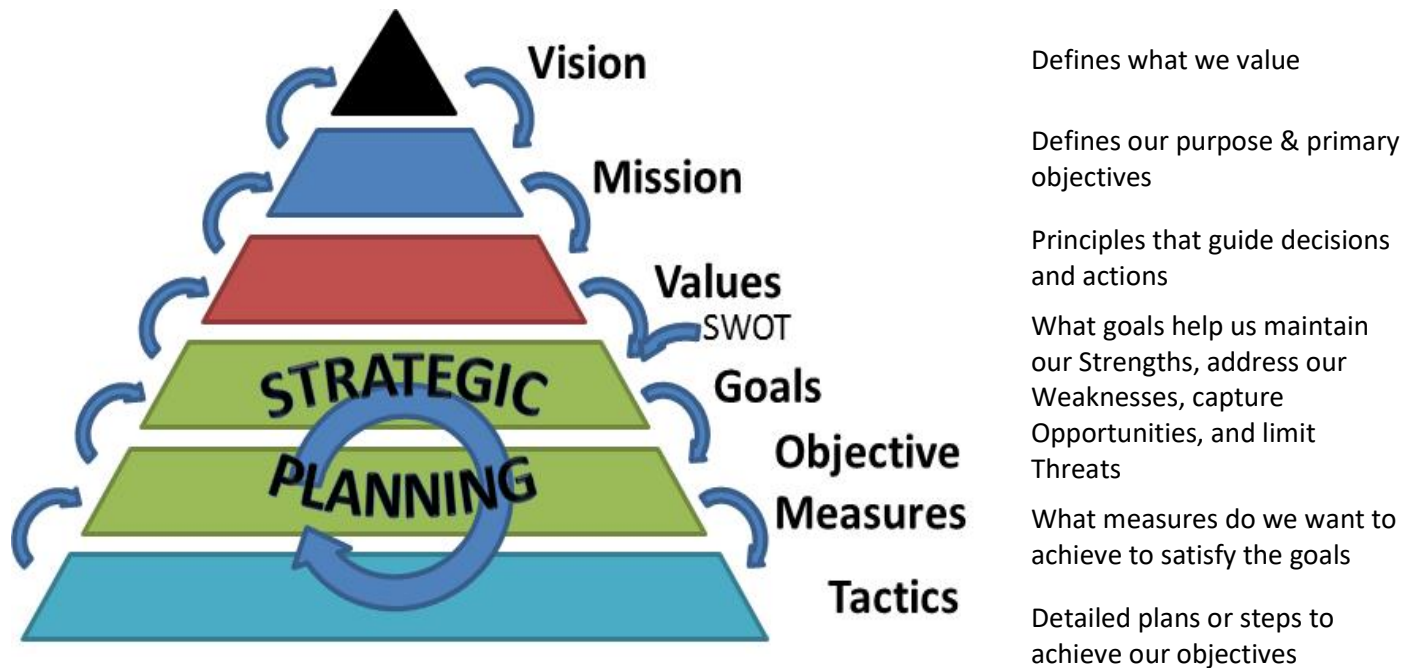 Vision
Defines what we value
Mission
Defines our purpose & primary
objectives
Values
Principles that guide decisions
and actions
SWOT
STRATEGIC
Goals
What goals help us maintain
our Strengths, address our
Weaknesses, capture
Opportunities, and limit
Threats
PLANNING
Objective
Measures
What measures do we want to
achieve to satisfy the goals
Tactics
Detailed plans or steps to
achieve our objectives